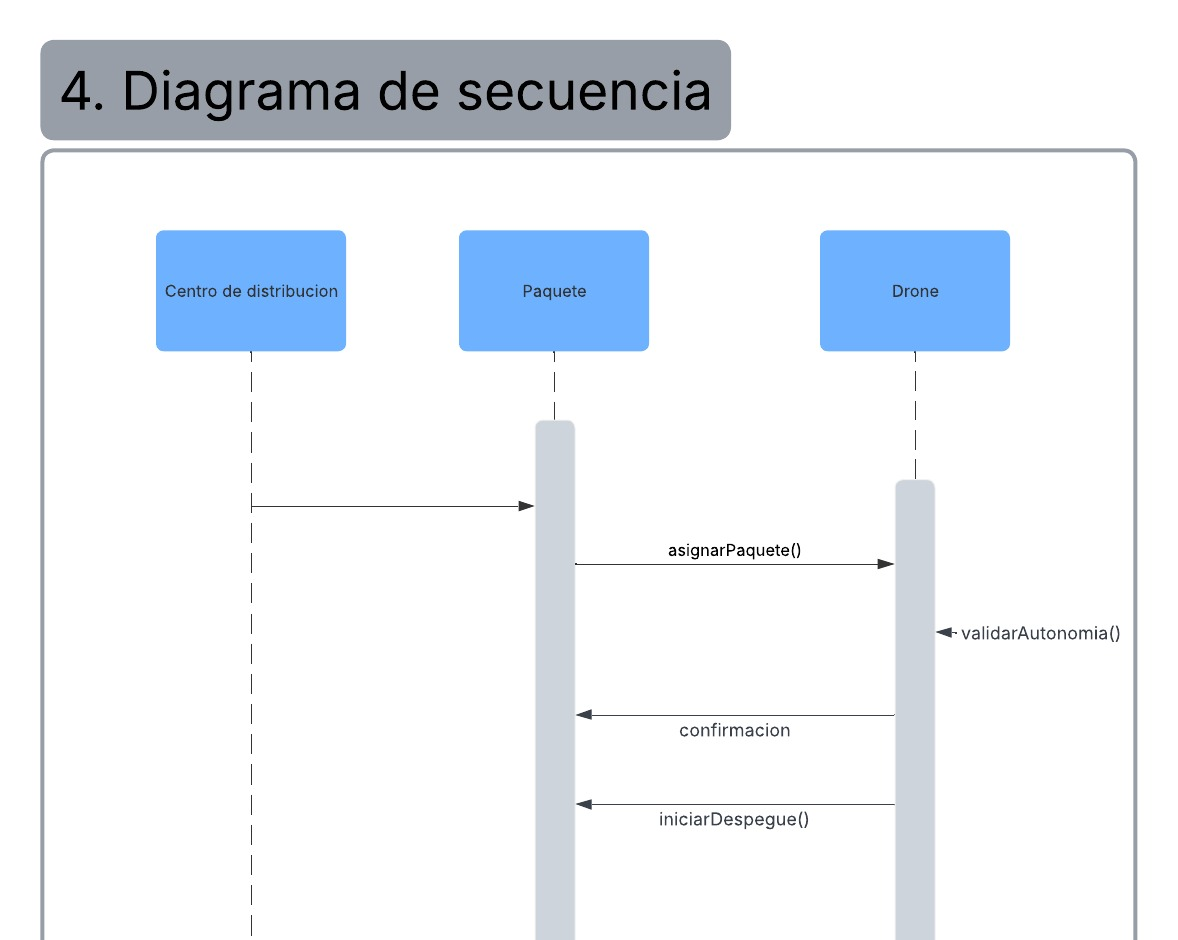 4. Diagrama de secuencia
Centro de distribucion
Paquete
Drone
asignarPaquete()
validarAutonomia()
confirmacion
iniciarDespegue()